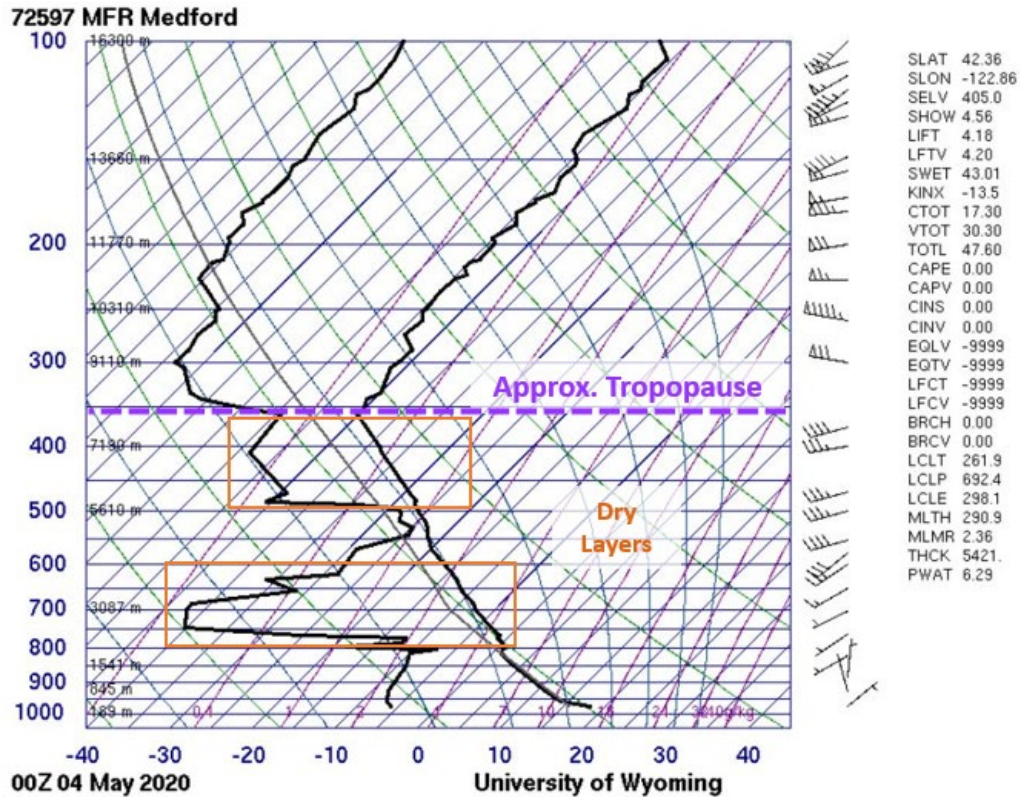 72597 MFR Medford
100
16300 m
13660 m
200
11770 m
10310 m
300
9110 m
Approx. Tropopause
400
7130 m
500
5610 m
Dry
Layers
600
700
3087 m
800
1541 m
900
845 m
1000
169 m
0.4
1
2
4
7
10
16
24
32
40g/kg
-40
-30
-20
-10
0
10
20
30
40
00Z 04 May 2020
University of Wyoming
SLAT 42.36
SLON -122.86
SELV 405.0
SHOW 4.56
LIFT 4.18
LFTV 4.20
SWET 43.01
KINX -13.5
CTOT 17.30
VTOT 30.30
TOTL 47.60
CAPE 0.00
CAPV 0.00
CINS 0.00
CINV 0.00
EQLV -9999
EQTV -9999
LFCT -9999
LFCV -9999
BRCH 0.00
BRCV 0.00
LCLT 261.9
LCLP 692.4
LCLE 298.1
MLTH 290.9
MLMR 2.36
THCK 5421.
PWAT 6.29